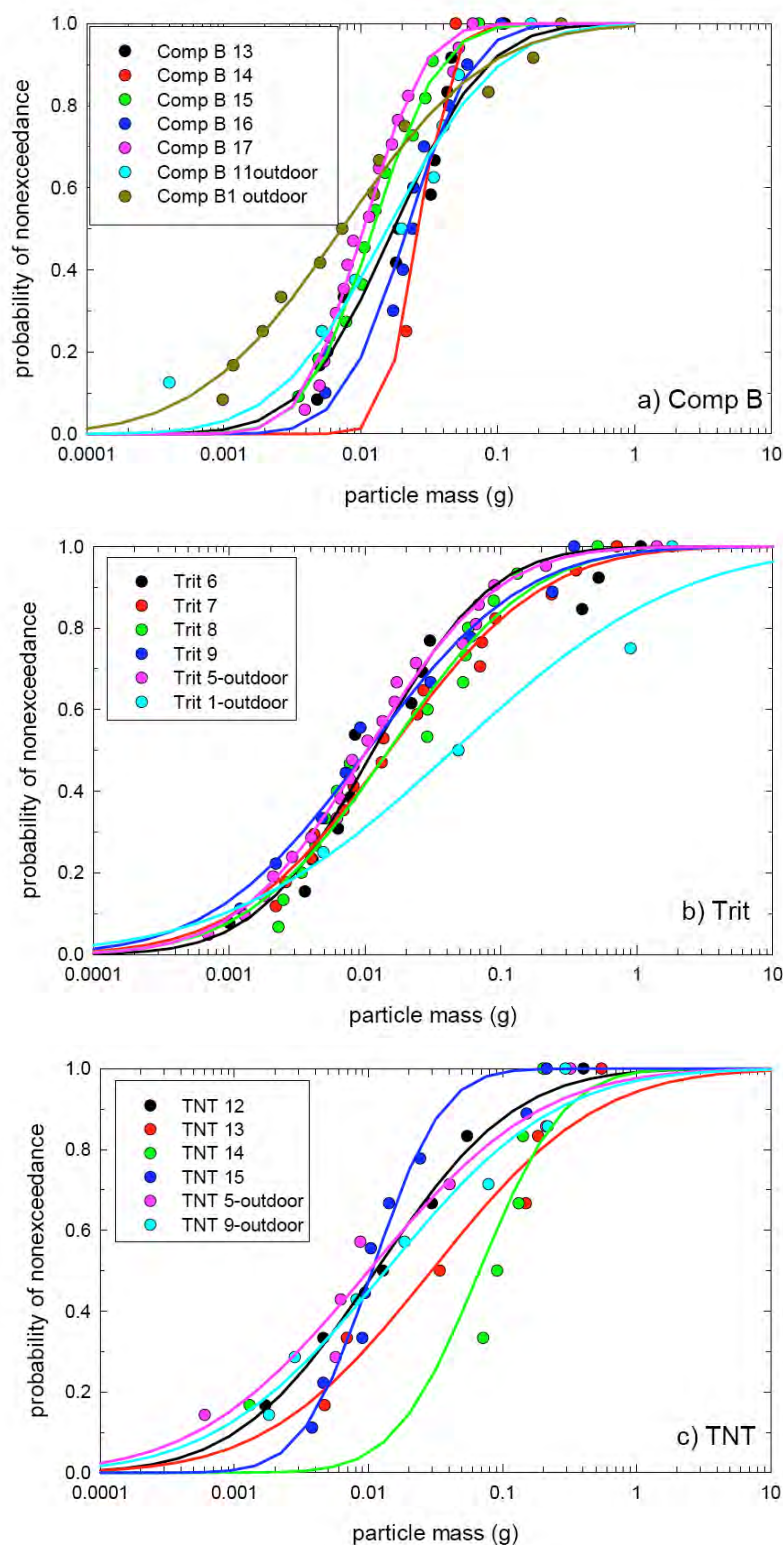 Comp B 13
Comp B 14
Comp B 15
Comp B 16
Comp B 17
Comp B 11outdoor
Comp B1 outdoor
1.0
0.8
0.6
0.4
0.2
0.0
probability of nonexceedance
a) Comp B
0.0001 0.001 0.01 0.1 1 10
particle mass (g)
Trit 6
Trit 7
Trit 8
Trit 9
Trit 5-outdoor
Trit 1-outdoor
1.0
0.8
0.6
0.4
0.2
0.0
probability of nonexceedance
b) Trit
0.0001 0.001 0.01 0.1 1 10
particle mass (g)
TNT 12
TNT 13
TNT 14
TNT 15
TNT 5-outdoor
TNT 9-outdoor
1.0
0.8
0.6
0.4
0.2
0.0
probability of nonexceedance
c) TNT
0.0001 0.001 0.01 0.1 1 10
particle mass (g)